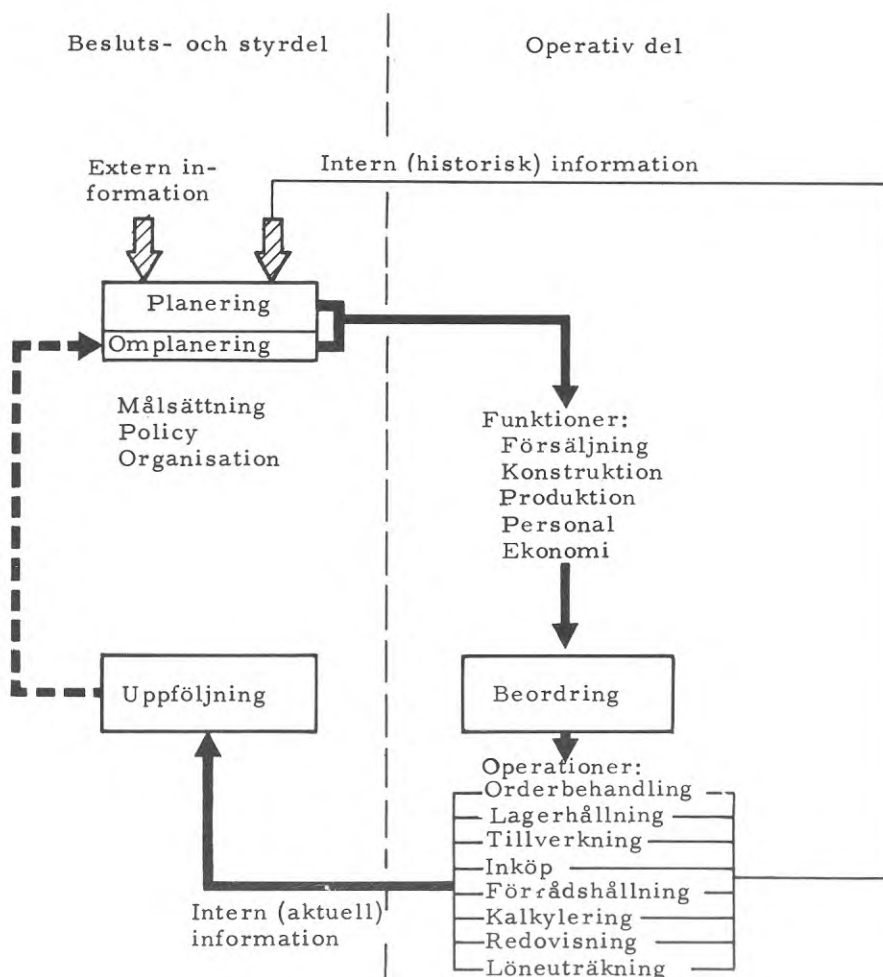 Besluts- och styrdel
Operativ del
Extern in-
formation
Intern (historisk) information
Planering
Omplanering
Målsättning
Policy
Organisation
Funktioner:
Försäljning
Konstruktion
Produktion
Personal
Ekonomi
Uppföljning
Beordring
Operationer:
Orderbehandling
Lagerhållning
Tillverkning
Inköp
Förrådshållning
Kalkylering
Redovisning
Löneuträkning
Intern (aktuell)
information